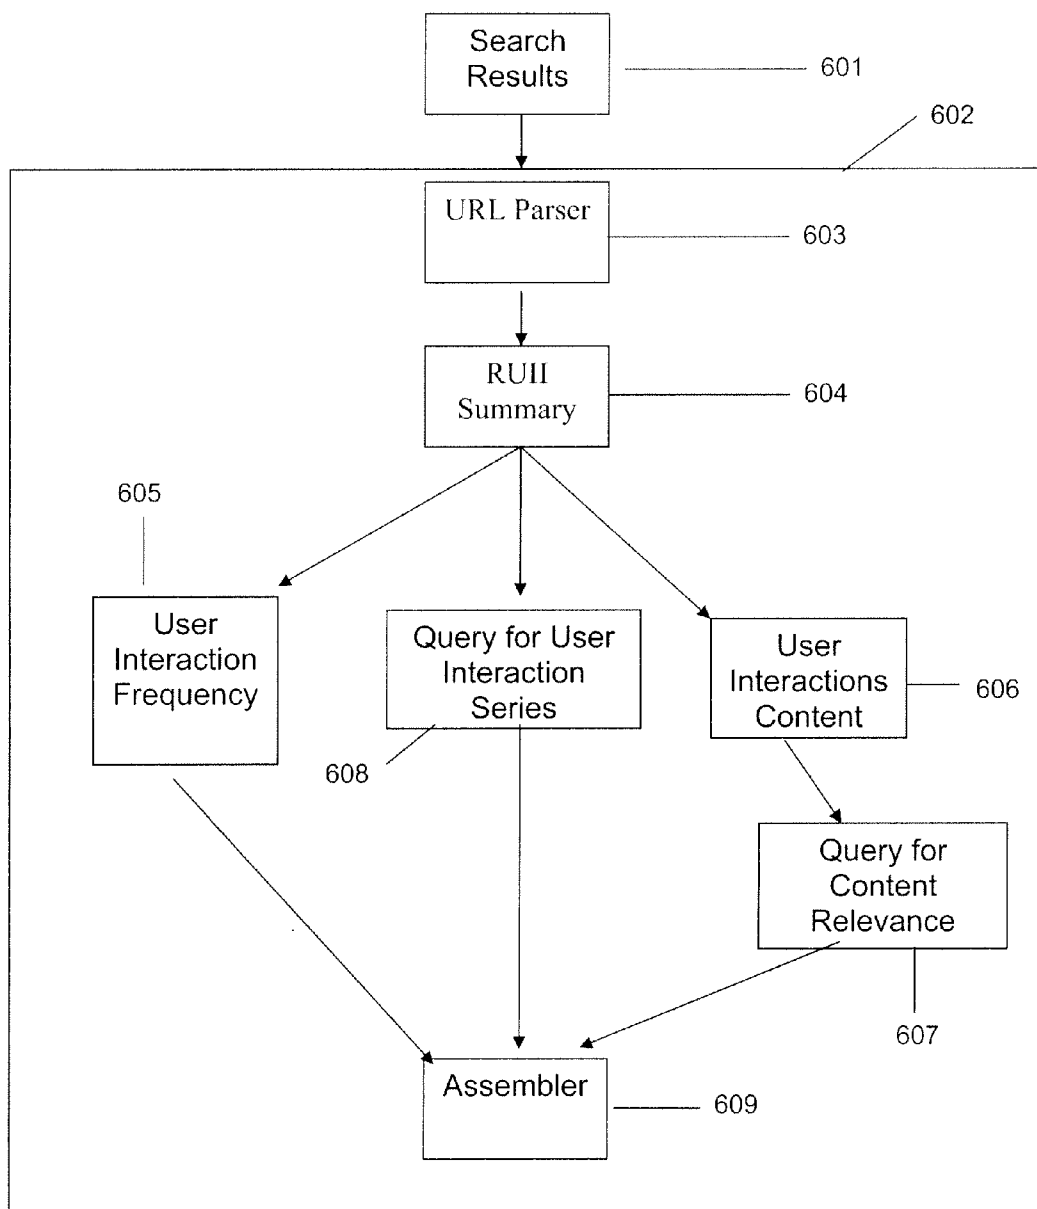 Search
Results
601
602
URL Parser
603
RUII
Summary
604
605
User
Interaction
Frequency
Query for User
Interaction
Series
608
User
Interactions
Content
606
Query for
Content
Relevance
607
Assembler
609